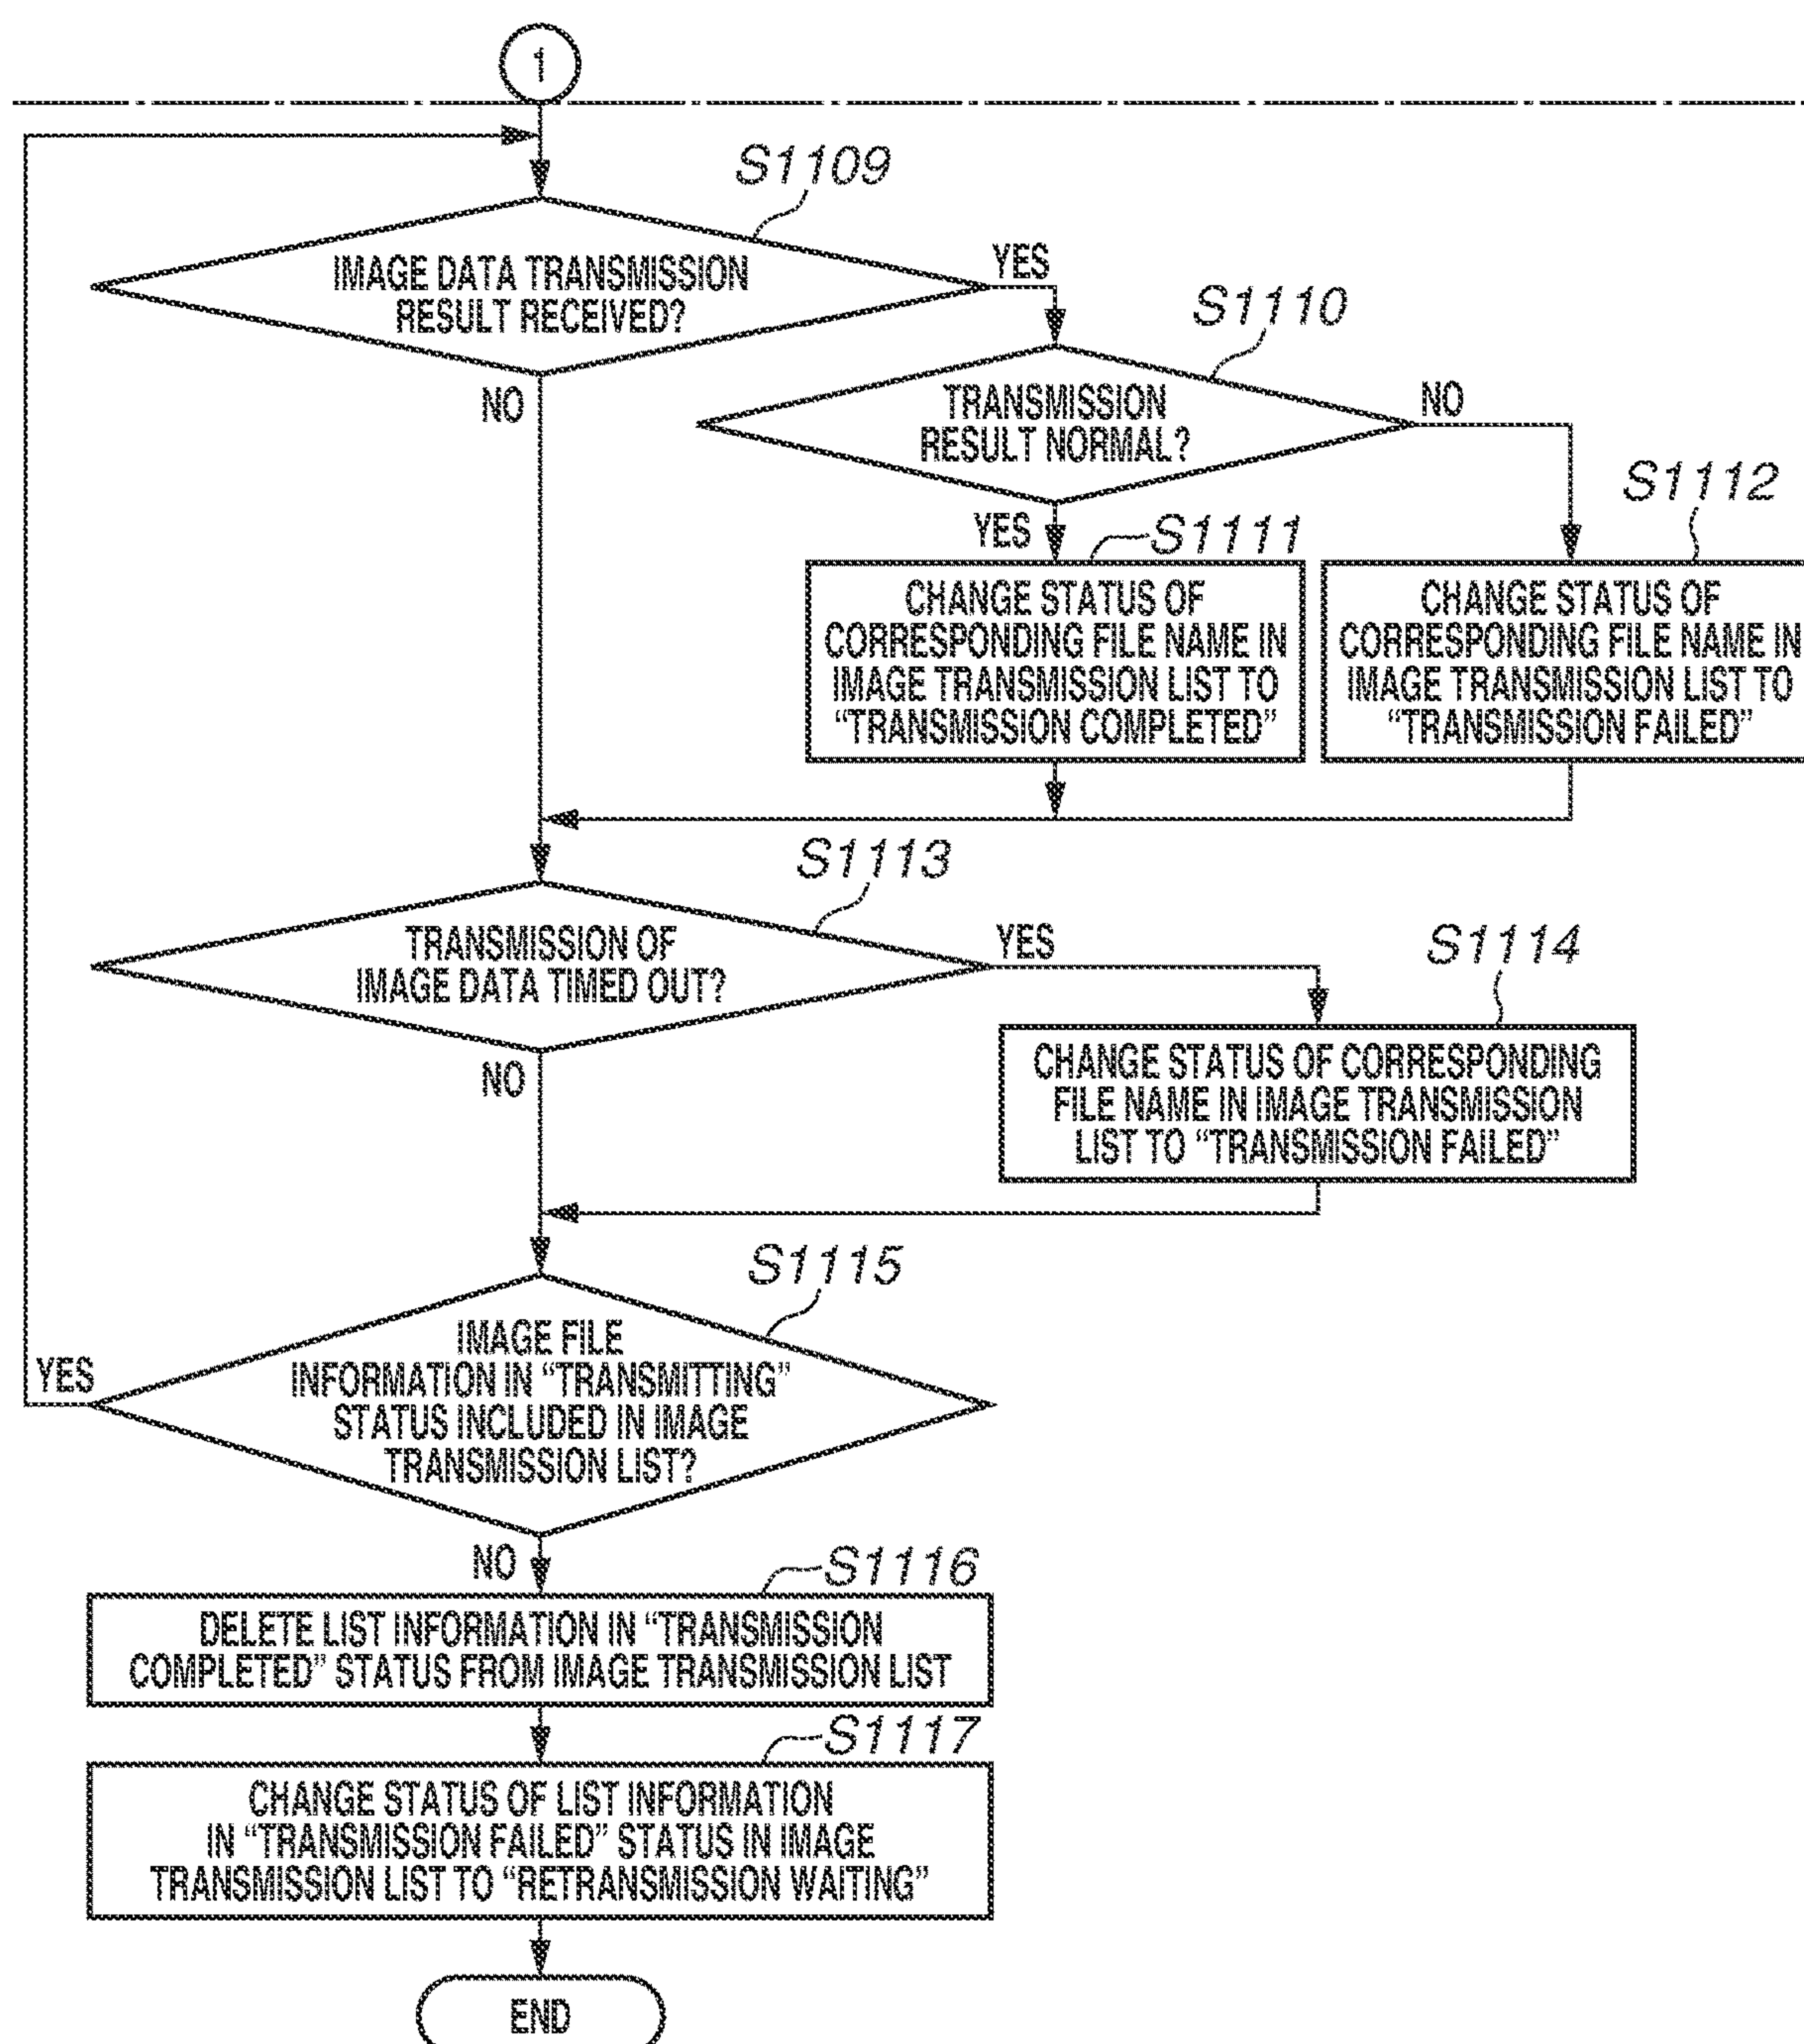 1
S1109
IMAGE DATA TRANSMISSION
RESULT RECEIVED?
YES
NO
S1110
TRANSMISSION
RESULT NORMAL?
NO
YES
S1111
CHANGE STATUS OF
CORRESPONDING FILE NAME IN
IMAGE TRANSMISSION LIST TO
“TRANSMISSION COMPLETED”
S1112
CHANGE STATUS OF
CORRESPONDING FILE NAME IN
IMAGE TRANSMISSION LIST TO
“TRANSMISSION FAILED”
S1113
TRANSMISSION OF
IMAGE DATA TIMED OUT?
YES
NO
S1114
CHANGE STATUS OF CORRESPONDING
FILE NAME IN IMAGE TRANSMISSION
LIST TO “TRANSMISSION FAILED”
S1115
IMAGE FILE
INFORMATION IN “TRANSMITTING”
STATUS INCLUDED IN IMAGE
TRANSMISSION LIST?
YES
NO
S1116
DELETE LIST INFORMATION IN “TRANSMISSION
COMPLETED” STATUS FROM IMAGE TRANSMISSION LIST
S1117
CHANGE STATUS OF LIST INFORMATION
IN “TRANSMISSION FAILED” STATUS IN IMAGE
TRANSMISSION LIST TO “RETRANSMISSION WAITING”
END